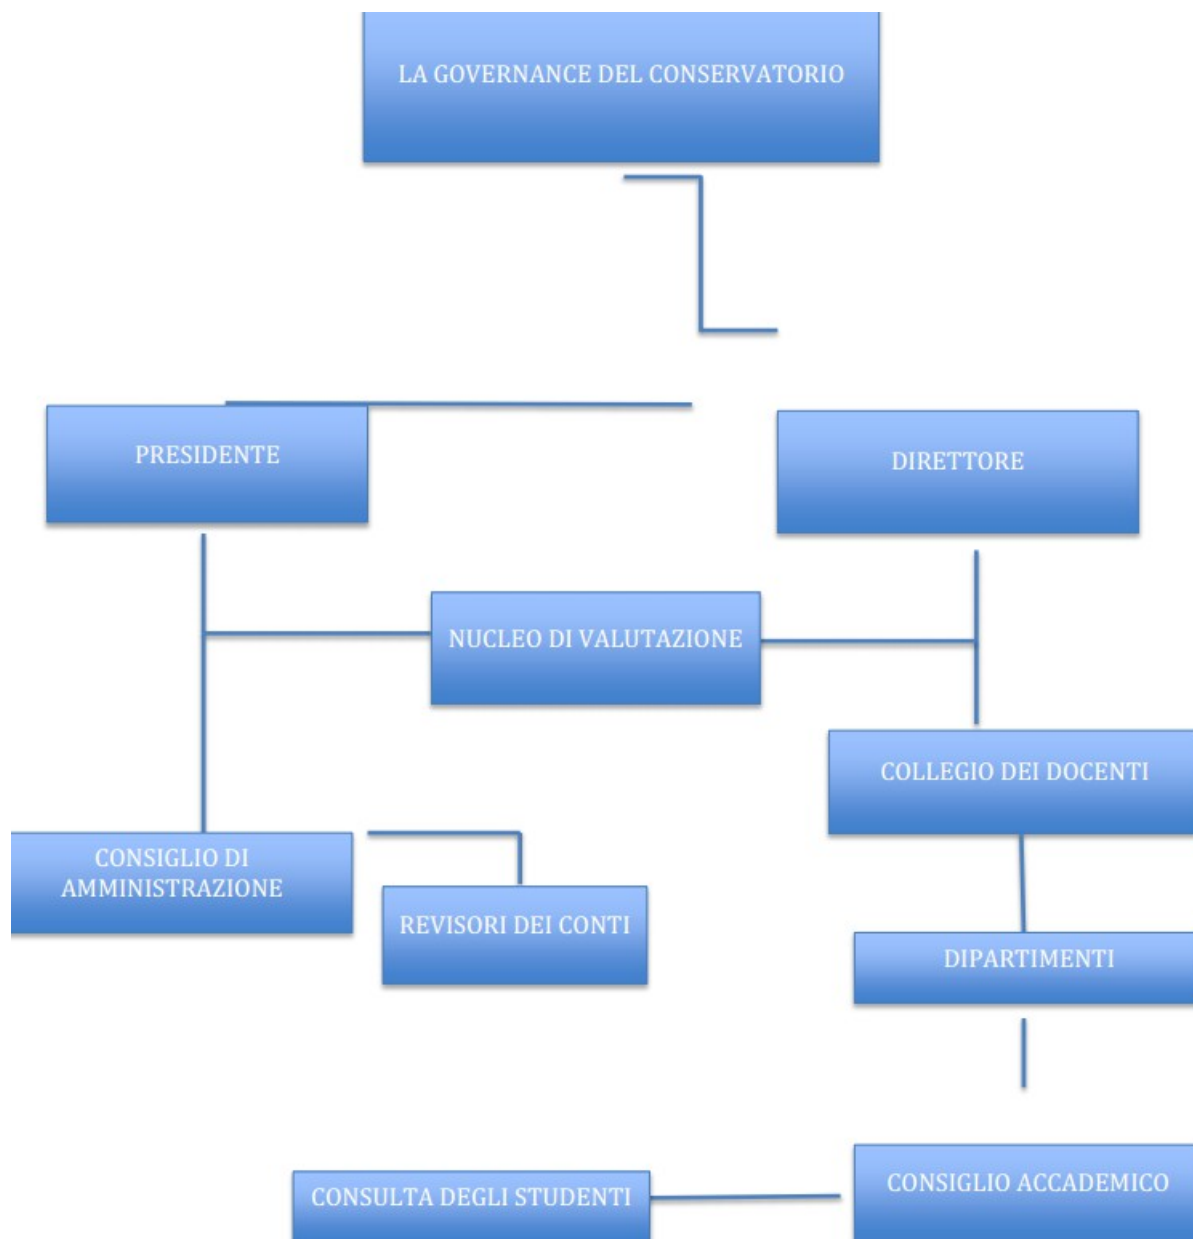 LA GOVERNANCE DEL CONSERVATORIO
PRESIDENTE
DIRETTORE
NUCLEO DI VALUTAZIONE
COLLEGIO DEI DOCENTI
CONSIGLIO DI
AMMINISTRAZIONE
REVISORI DEI CONTI
DIPARTIMENTI
CONSULTA DEGLI STUDENTI
CONSIGLIO ACCADEMICO